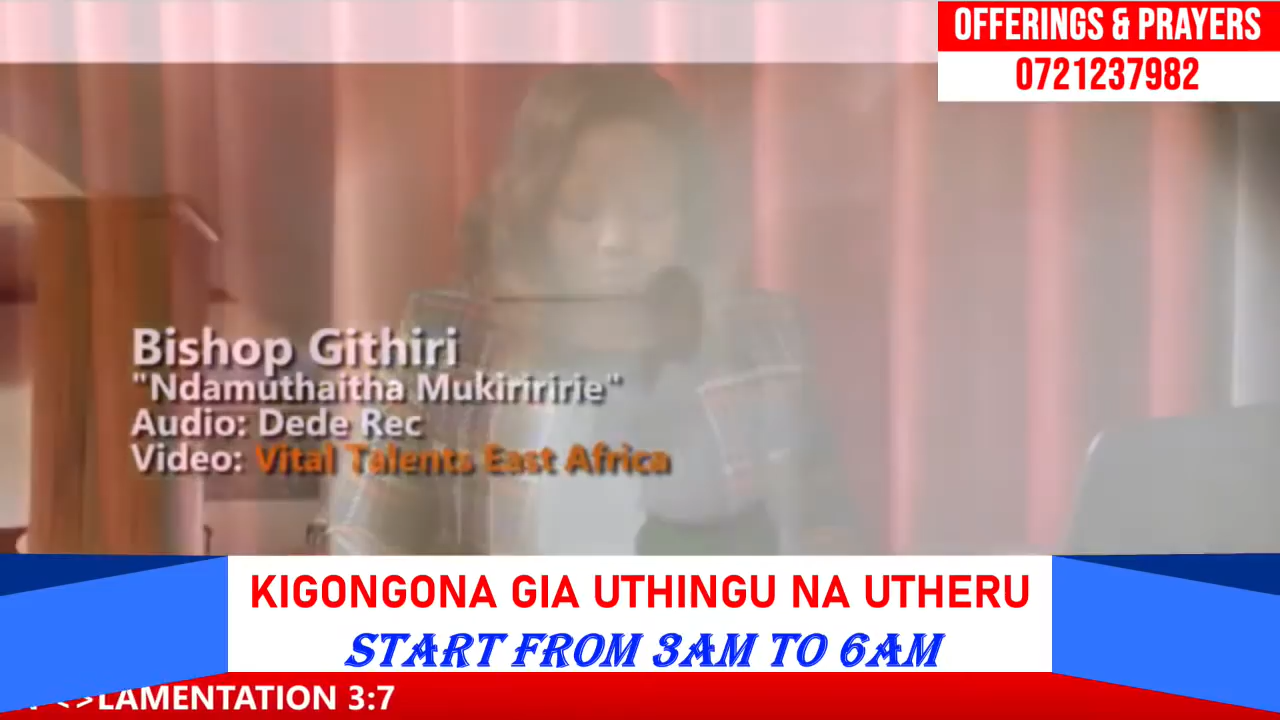 OFFERINGS & PRAYERS
0721237982
Bishop Githiri
"Ndamuthaitha Mukiriririe"
Audio: Dede Rec
Video: Vital Talents East Africa
KIGONGONA GIA UTHINGU NA UTHERU
START FROM 3AM TO 6AM
<>LAMENTATION 3:7